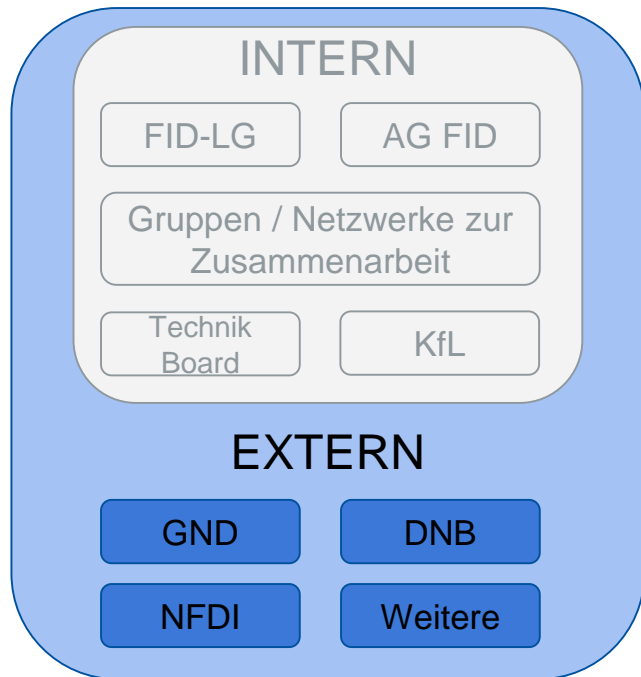 INTERN
FID-LG
AG FID
Gruppen / Netzwerke zur
Zusammenarbeit
Technik
Board
KfL
EXTERN
GND
DNB
NFDI
Weitere